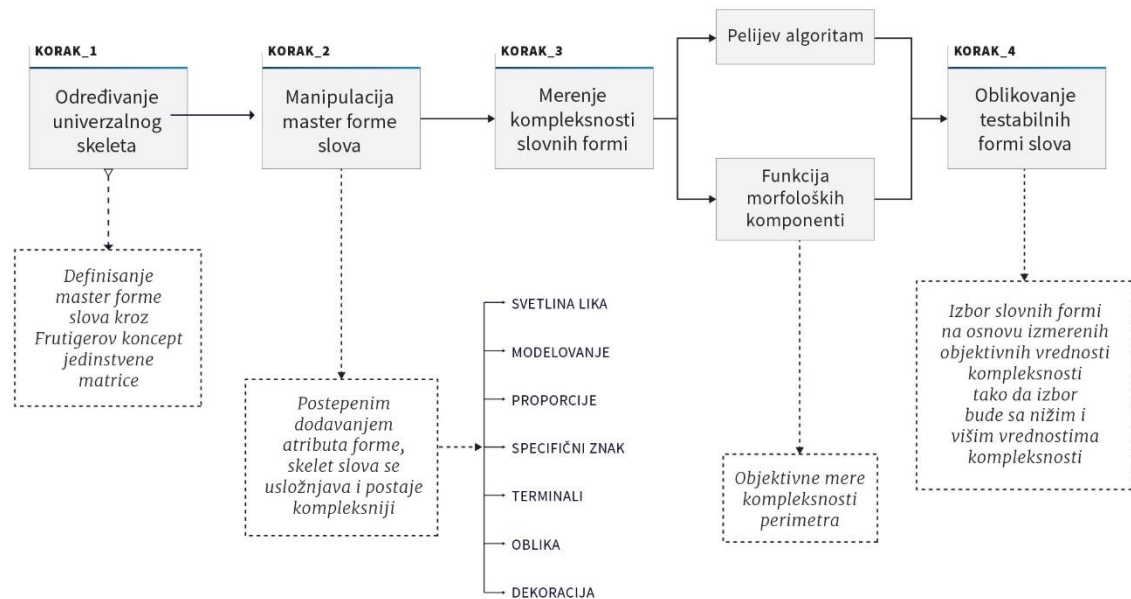 KORAK_1
Određivanje
univerzalnog
skeleta
Definisanje
master forme
slova kroz
Frutigerov koncept
jedinstvene
matrice
KORAK_2
Manipulacija
master forme
slova
Postepenim
dodavanjem
atributa forme,
skelet slova se
usložnjava i postaje
kompleksniji
SVETLINA LIKA
MODELOVANJE
PROPORCIJE
SPECIFIČNI ZNAK
TERMINALI
OBLIKA
DEKORACIJA
KORAK_3
Merenje
kompleksnosti
slovnih formi
Pelijev algoritam
Funkcija
morfoloških
komponenti
Objektivne mere
kompleksnosti
perimetra
KORAK_4
Oblikovanje
testabilnih
formi slova
Izbor slovnih formi
na osnovu izmerenih
objektivnih vrednosti
kompleksnosti
tako da izbor
bude sa nižim i
višim vrednostima
kompleksnosti